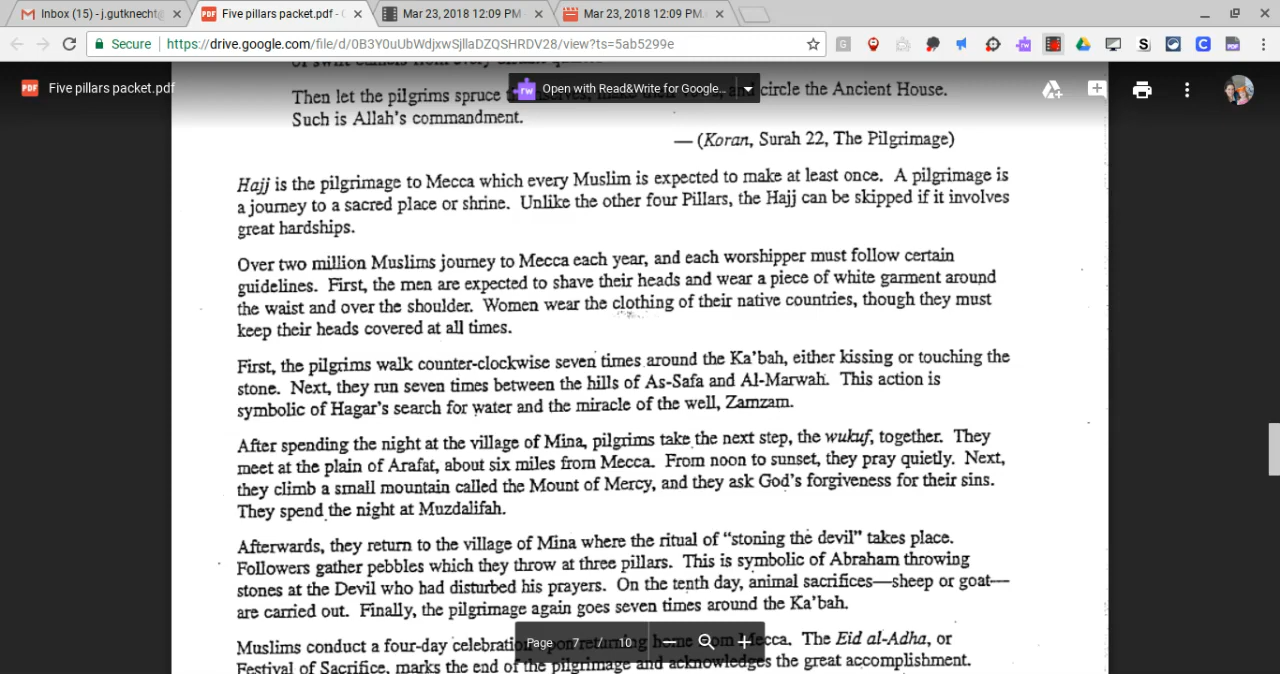 Inbox (15) - j.gutknecht@
Five pillars packet.pdf - G
Mar 23, 2018 12:09 PM
Mar 23, 2018 12:09 PM
Secure
https://drive.google.com/file/d/0B3Y0uUbWdjxwSjllaDZQSHRDV28/view?ts=5ab5299e
PDF Five pillars packet.pdf
rw Open with Read&Write for Google...
Then let the pilgrims spruce and circle the Ancient House.
Such is Allah's commandment.
— (Koran, Surah 22, The Pilgrimage)
Hajj is the pilgrimage to Mecca which every Muslim is expected to make at least once. A pilgrimage is
a journey to a sacred place or shrine. Unlike the other four Pillars, the Hajj can be skipped if it involves
great hardships.
Over two million Muslims journey to Mecca each year, and each worshipper must follow certain
guidelines. First, the men are expected to shave their heads and wear a piece of white garment around
the waist and over the shoulder. Women wear the clothing of their native countries, though they must
keep their heads covered at all times.
First, the pilgrims walk counter-clockwise seven times around the Ka'bah, either kissing or touching the
stone. Next, they run seven times between the hills of As-Safa and Al-Marwah. This action is
symbolic of Hagar's search for water and the miracle of the well, Zamzam.
After spending the night at the village of Mina, pilgrims take the next step, the wukuf, together. They
meet at the plain of Arafat, about six miles from Mecca. From noon to sunset, they pray quietly. Next,
they climb a small mountain called the Mount of Mercy, and they ask God's forgiveness for their sins.
They spend the night at Muzdalifah.
Afterwards, they return to the village of Mina where the ritual of "stoning the devil" takes place.
Followers gather pebbles which they throw at three pillars. This is symbolic of Abraham throwing
stones at the Devil who had disturbed his prayers. On the tenth day, animal sacrifices—sheep or goat—
are carried out. Finally, the pilgrimage again goes seven times around the Ka'bah.
Muslims conduct a four-day celebration upon returning home from Mecca. The Eid al-Adha, or
Page 7 / 10
Festival of Sacrifice, marks the end of the pilgrimage and acknowledges the great accomplishment.